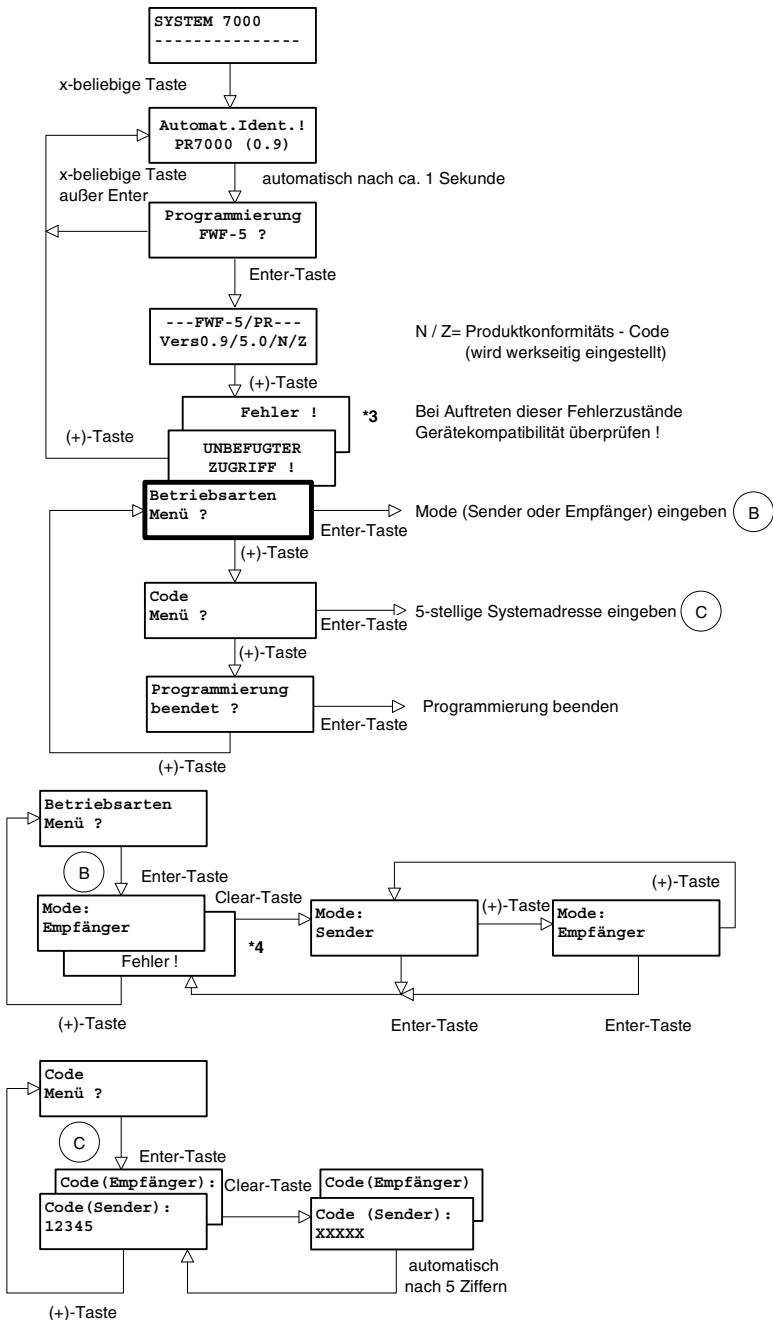 SYSTEM 7000
---------------
x-beliebige Taste
Automat.Ident.!
PR7000 (0.9)
x-beliebige Taste
außer Enter
automatisch nach ca. 1 Sekunde
Programmierung
FWF-5 ?
Enter-Taste
---FWF-5/PR---
Vers0.9/5.0/N/Z
N / Z= Produktkonformitäts - Code
(wird werkseitig eingestellt)
(+)-Taste
Fehler !
*3
Bei Auftreten dieser Fehlerzustände
Gerätekompatibilität überprüfen !
(+)-Taste
UNBEFUGTER
ZUGRIFF !
Betriebsarten
Menü ?
Enter-Taste
Mode (Sender oder Empfänger) eingeben
B
(+)-Taste
Code
Menü ?
Enter-Taste
5-stellige Systemadresse eingeben
C
(+)-Taste
Programmierung
beendet ?
Enter-Taste
Programmierung beenden
(+)-Taste
Betriebsarten
Menü ?
B
Enter-Taste
Mode:
Empfänger
Fehler !
*4
Clear-Taste
Mode:
Sender
(+)-Taste
Mode:
Empfänger
(+)-Taste
(+)-Taste
Enter-Taste
Enter-Taste
Code
Menü ?
C
Enter-Taste
Code(Empfänger):
Code(Sender):
12345
Clear-Taste
Code(Empfänger)
Code (Sender):
XXXXX
automatisch
nach 5 Ziffern
(+)-Taste